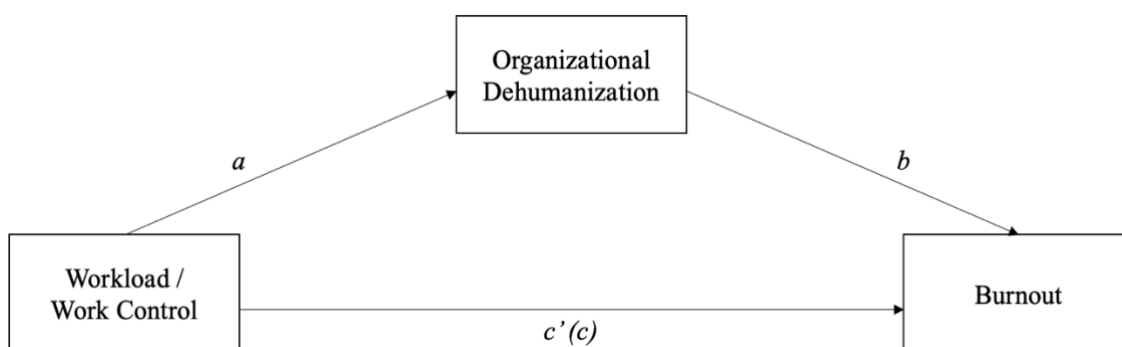 Organizational
Dehumanization
a
b
Workload /
Work Control
Burnout
c’(c)